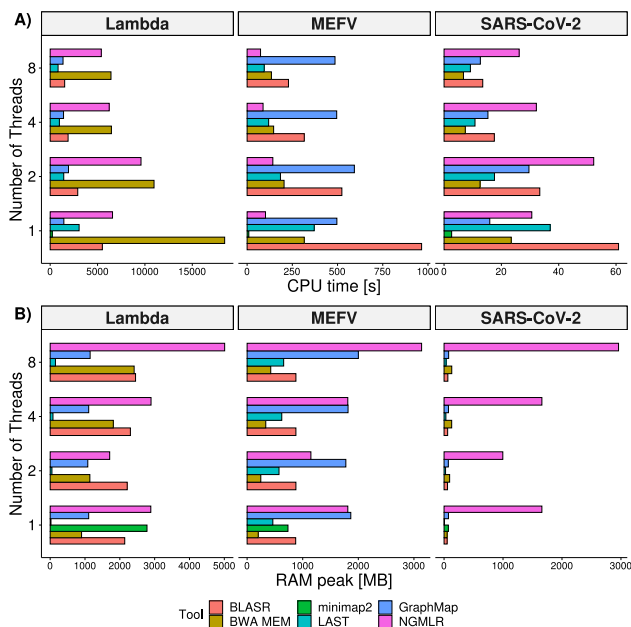 A)
Lambda
MEFV
SARS-CoV-2
Number of Threads
8
4
2
1
0
5000
10000
15000
0
250
500
750
1000
0
20
40
60
CPU time [s]
B)
Lambda
MEFV
SARS-CoV-2
Number of Threads
8
4
2
1
0
1000
2000
3000
4000
5000
0
1000
2000
3000
0
1000
2000
3000
RAM peak [MB]
Tool
BLASR
minimap2
GraphMap
BWA MEM
LAST
NGMLR